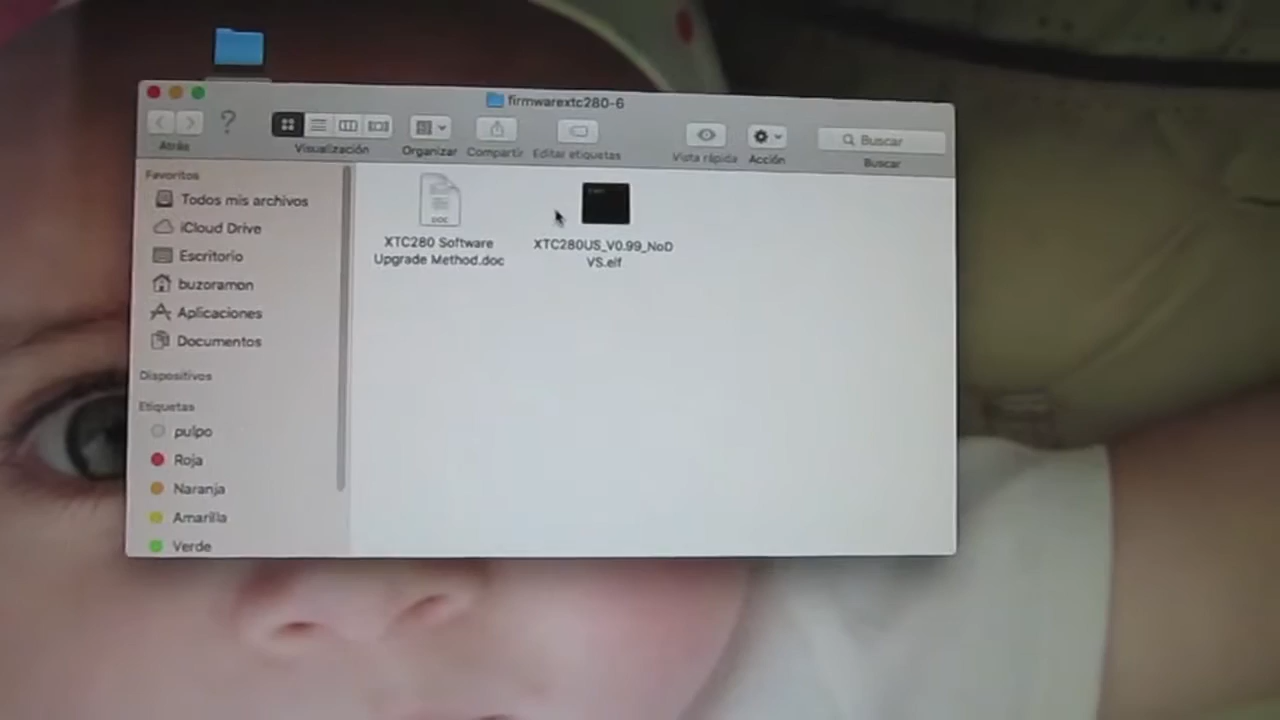 firmwarextc280-6
?
Atrás
Visualización
Organizar
Compartir
Editar etiquetas
Vista rápida
Acción
Buscar
Buscar
Favoritos
Todos mis archivos
iCloud Drive
Escritorio
buzoramon
Aplicaciones
Documentos
Dispositivos
Etiquetas
pulpo
Roja
Naranja
Amarilla
Verde
DOC
XTC280 Software
Upgrade Method.doc
XTC280US_V0.99_NoD
VS.elf